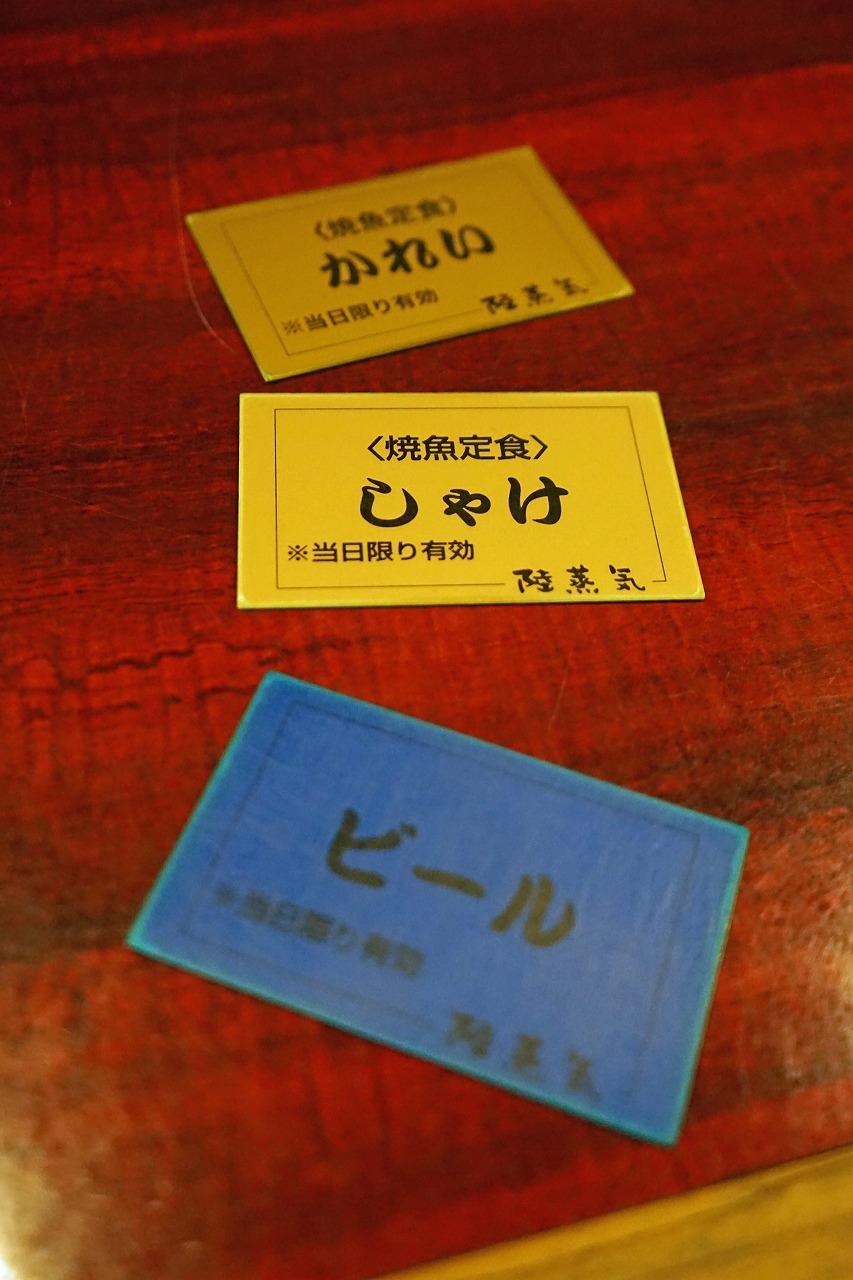 〈焼魚定食〉
かれい
※当日限り有効
陸蒸気
〈焼魚定食〉
しゃけ
※当日限り有効
陸蒸気
ビール
※当日限り有効
陸蒸気